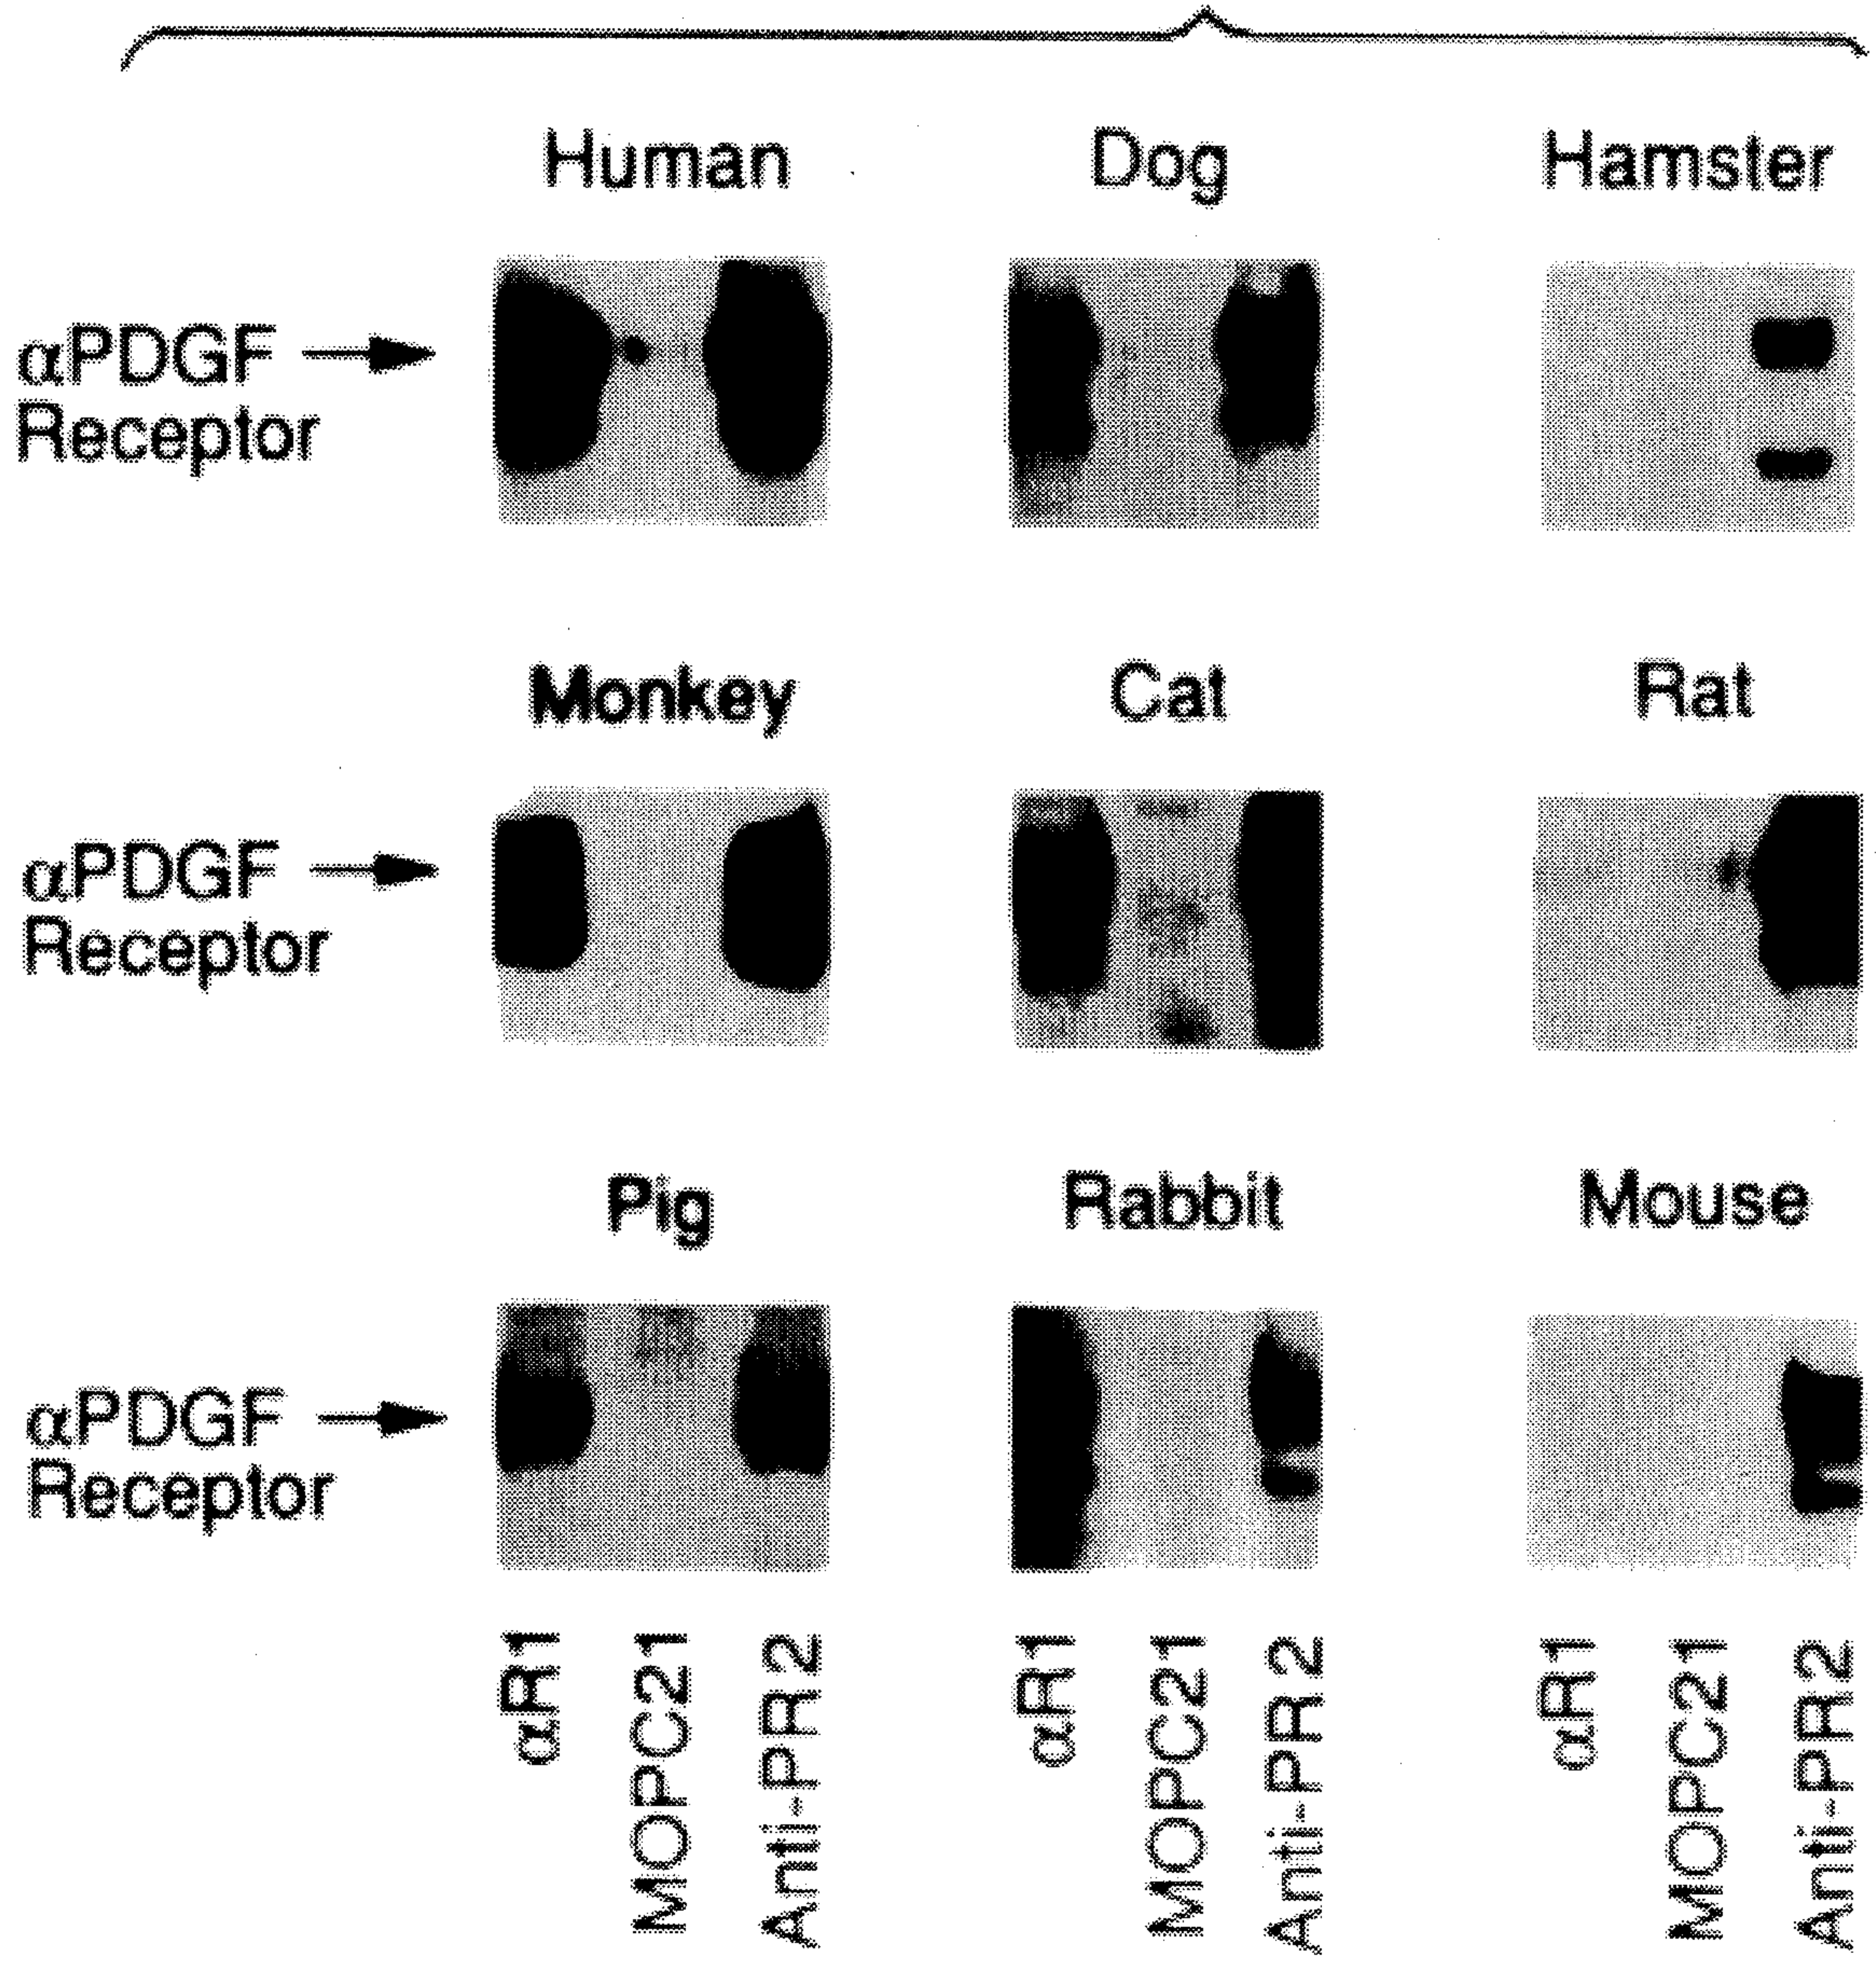 Human Dog Hamster
αPDGF
Receptor
Monkey Cat Rat
αPDGF
Receptor
Pig Rabbit Mouse
αPDGF
Receptor
αR1 MOPC21 Anti-PR2 αR1 MOPC21 Anti-PR2 αR1 MOPC21 Anti-PR2